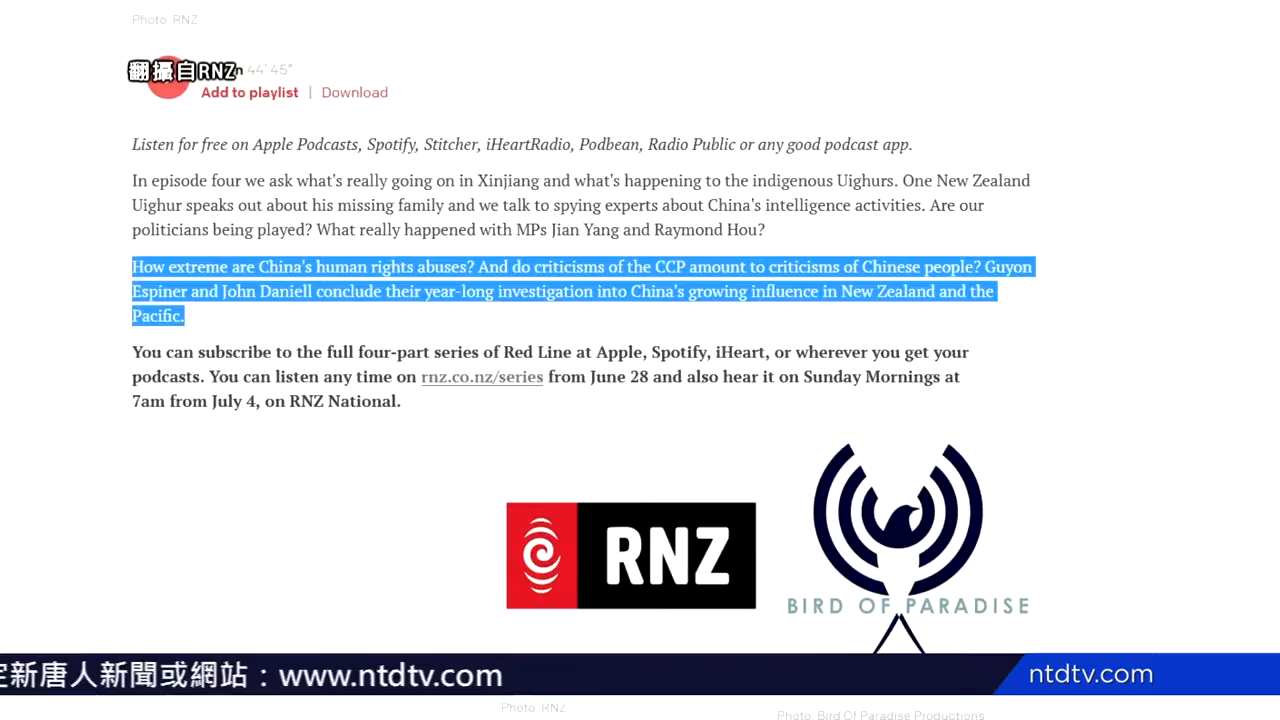 Photo RNZ
翻攝自RNZn 44' 45"
Add to playlist | Download
Listen for free on Apple Podcasts, Spotify, Stitcher, iHeartRadio, Podbean, Radio Public or any good podcast app.
In episode four we ask what's really going on in Xinjiang and what's happening to the indigenous Uighurs. One New Zealand
Uighur speaks out about his missing family and we talk to spying experts about China's intelligence activities. Are our
politicians being played? What really happened with MPs Jian Yang and Raymond Hou?
How extreme are China's human rights abuses? And do criticisms of the CCP amount to criticisms of Chinese people? Guyon
Espiner and John Daniell conclude their year-long investigation into China's growing influence in New Zealand and the
Pacific.
You can subscribe to the full four-part series of Red Line at Apple, Spotify, iHeart, or wherever you get your
podcasts. You can listen any time on rnz.co.nz/series from June 28 and also hear it on Sunday Mornings at
7am from July 4, on RNZ National.
RNZ
BIRD OF PARADISE
定新唐人新聞或網站：www.ntdtv.com
ntdtv.com
Photo RNZ
Photo Bird Of Paradise Productions